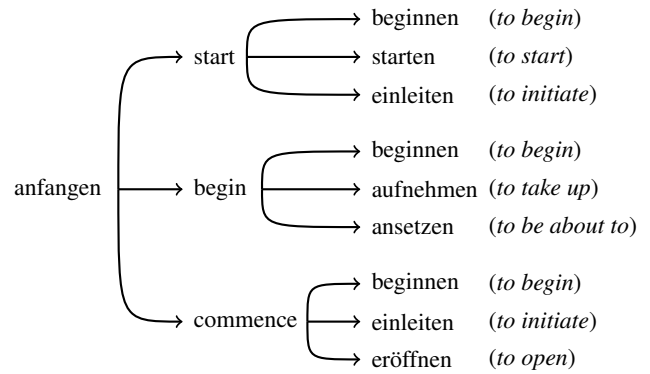 beginnen (to begin)
start starten (to start)
einleiten (to initiate)
beginnen (to begin)
anfangen begin aufnehmen (to take up)
ansetzen (to be about to)
beginnen (to begin)
commence einleiten (to initiate)
eröffnen (to open)